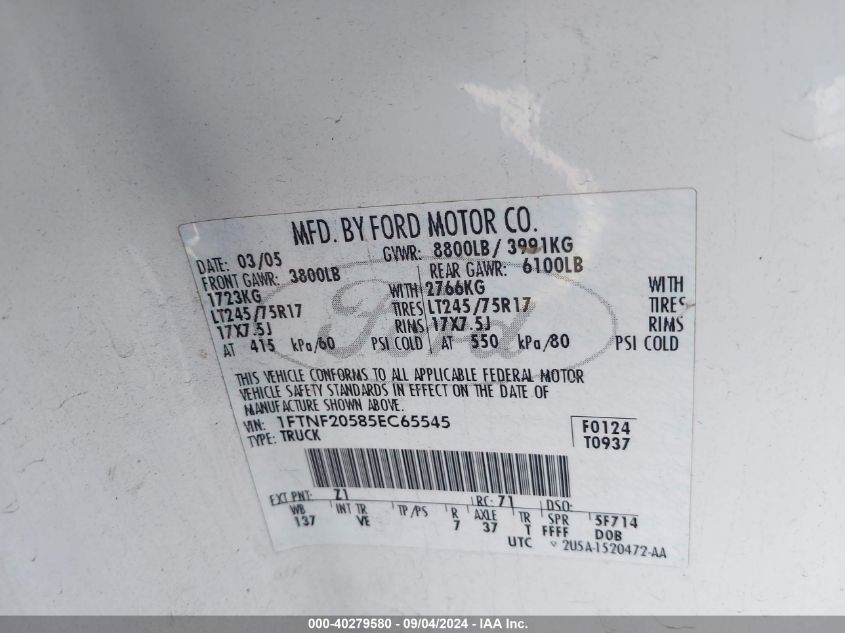 MFD. BY FORD MOTOR CO.
DATE: 03/05 GVWR: 8800LB/ 3991KG
FRONT GAWR: 3800LB REAR GAWR: 6100LB
1723KG WITH 2766KG WITH
LT245/75R17 TIRES LT245/75R17 TIRES
17X7.5J RIMS 17X7.5J RIMS
AT 415 kPa/60 PSI COLD AT 550 kPa/80 PSI COLD
THIS VEHICLE CONFORMS TO ALL APPLICABLE FEDERAL MOTOR
VEHICLE SAFETY STANDARDS IN EFFECT ON THE DATE OF
MANUFACTURE SHOWN ABOVE.
VIN: 1FTNF20585EC65545 F0124
TYPE: TRUCK T0937
EXT PNT: Z1 RC: 71 DSO:
WB INT TR TP/PS R AXLE TR SPR 5F714
137 VE 7 37 T FFFF DOB
UTC 2U5A-1520472-AA
Ford
000-40279580 - 09/04/2024 - IAA Inc.